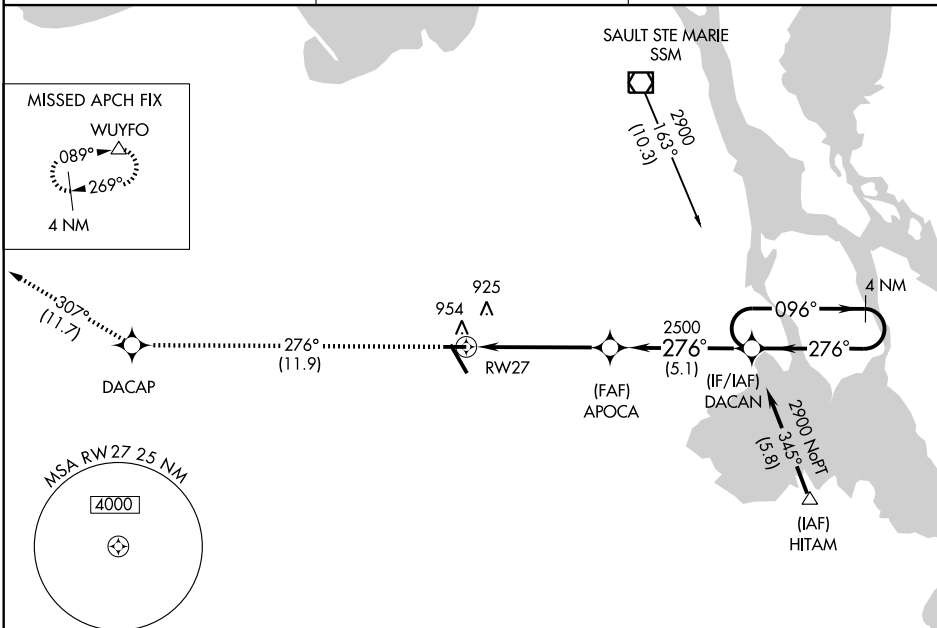 SAULT STE MARIE
SSM
2900
163°
(10.3)
MISSED APCH FIX
WUYFO
089°
269°
4 NM
307°
(11.7)
DACAP
276°
(11.9)
954
925
RW27
(FAF)
APOCA
2500
276°
(5.1)
(IF/IAF)
DACAN
096°
276°
4 NM
2900 NoPT
345°
(5.8)
(IAF)
HITAM
MSA RW27 25 NM
4000